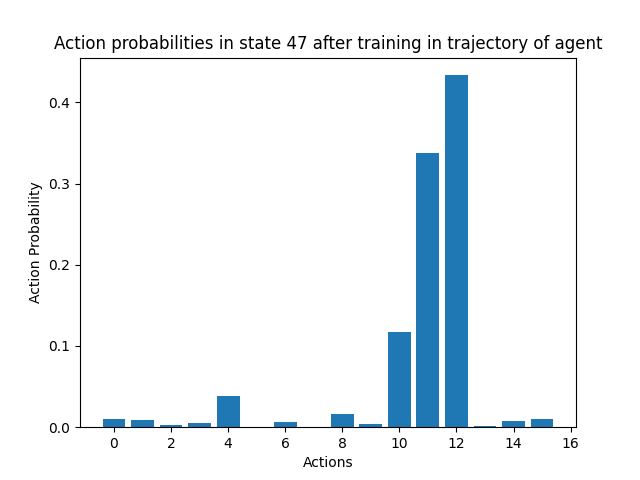 Action probabilities in state 47 after training in trajectory of agent
0.4
0.3
0.2
0.1
0.0
Action Probability
0 2 4 6 8 10 12 14 16
Actions